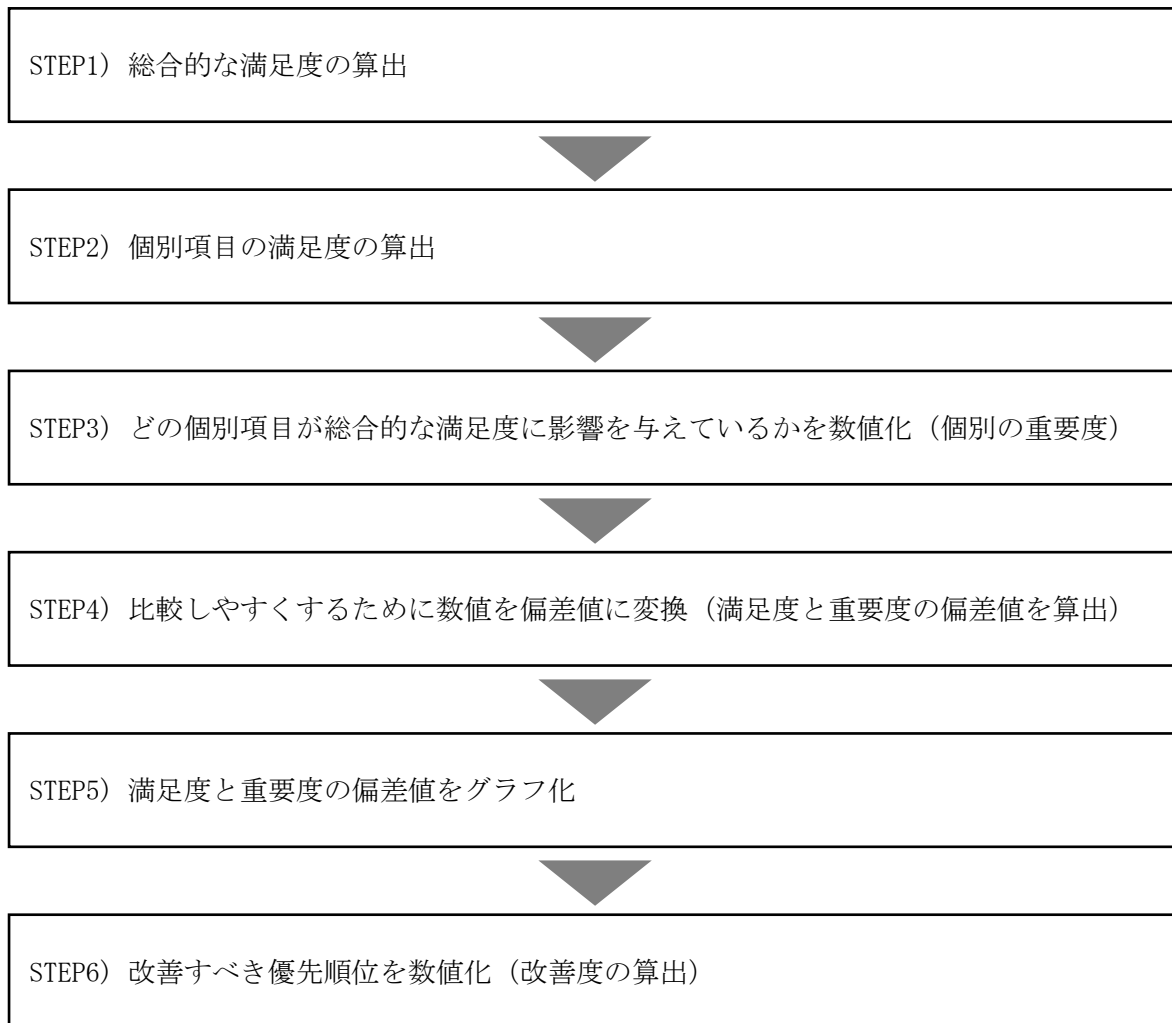 STEP1）総合的な満足度の算出
STEP2）個別項目の満足度の算出
STEP3）どの個別項目が総合的な満足度に影響を与えているかを数値化（個別の重要度）
STEP4）比較しやすくするために数値を偏差値に変換（満足度と重要度の偏差値を算出）
STEP5）満足度と重要度の偏差値をグラフ化
STEP6）改善すべき優先順位を数値化（改善度の算出）